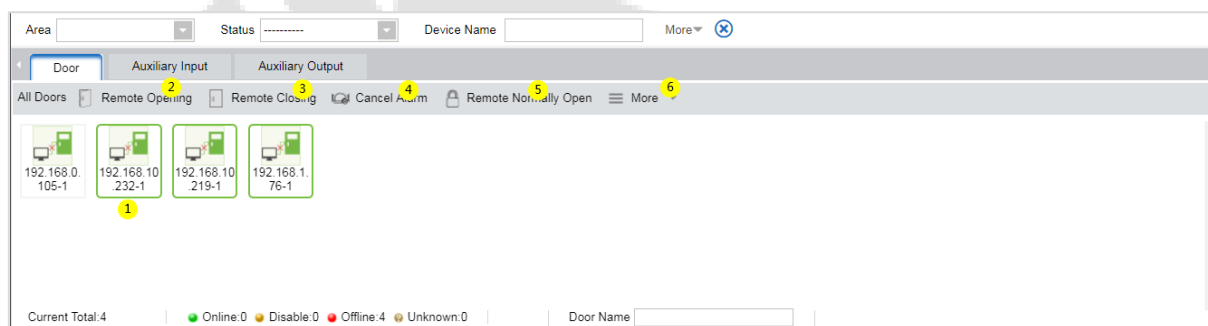 Area Status ---------- Device Name More
Door Auxiliary Input Auxiliary Output
2 3 4 5 6
All Doors Remote Opening Remote Closing Cancel Alarm Remote Normally Open More
192.168.0. 192.168.10 192.168.10 192.168.1.
105-1 .232-1 .219-1 76-1
1
Current Total:4 Online:0 Disable:0 Offline:4 Unknown:0 Door Name